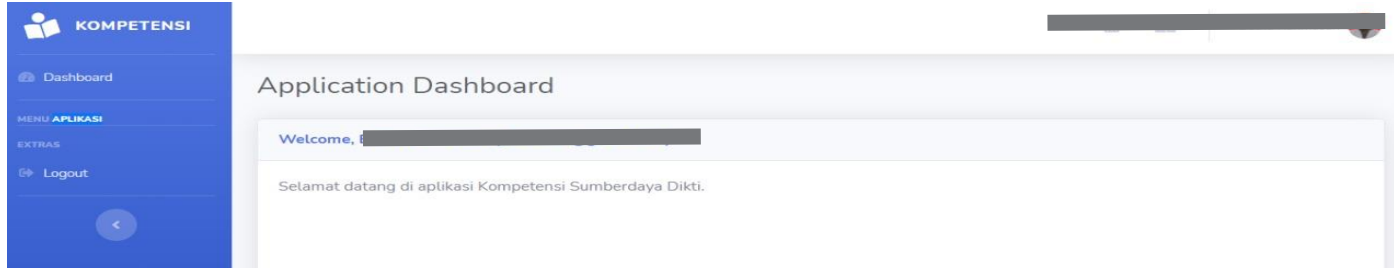 KOMPETENSI
Dashboard
MENU APLIKASI
EXTRAS
Logout
Application Dashboard
Welcome,
Selamat datang di aplikasi Kompetensi Sumberdaya Dikti.